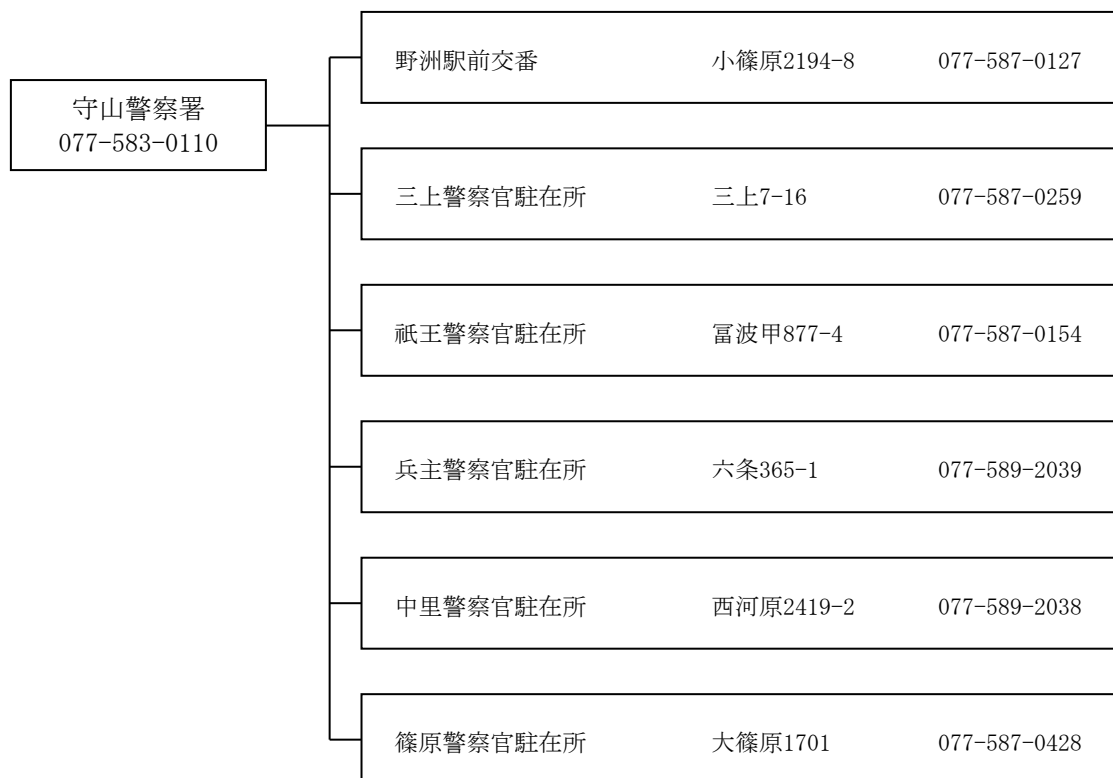 守山警察署
077-583-0110
野洲駅前交番 小篠原2194-8 077-587-0127
三上警察官駐在所 三上7-16 077-587-0259
祇王警察官駐在所 冨波甲877-4 077-587-0154
兵主警察官駐在所 六条365-1 077-589-2039
中里警察官駐在所 西河原2419-2 077-589-2038
篠原警察官駐在所 大篠原1701 077-587-0428